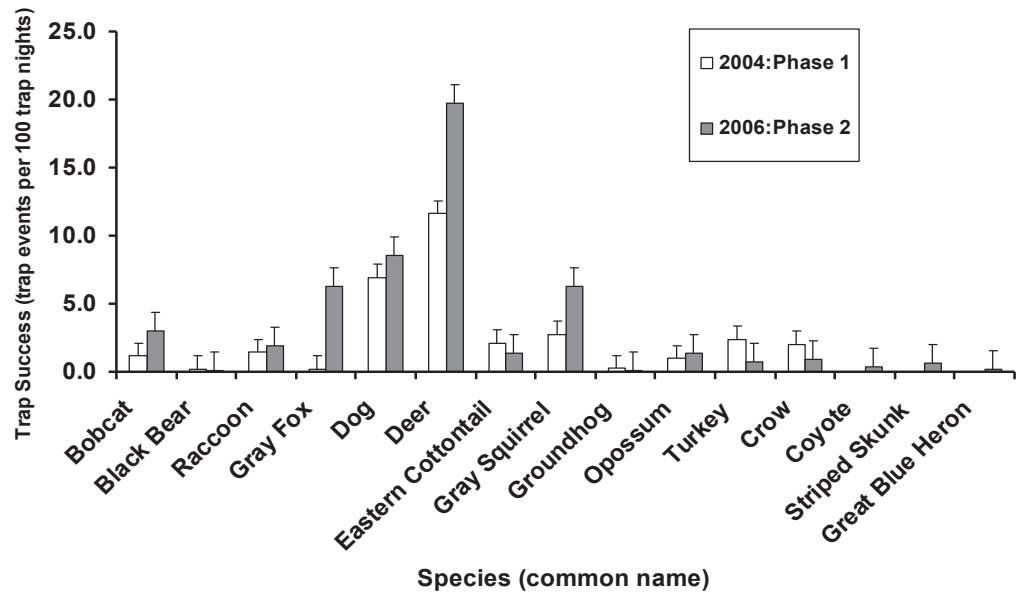 Trap Success (trap events per 100 trap nights)
25.0
20.0
15.0
10.0
5.0
0.0
2004:Phase 1
2006:Phase 2
Bobcat
Black Bear
Raccoon
Gray Fox
Dog
Deer
Eastern Cottontail
Gray Squirrel
Groundhog
Opossum
Turkey
Crow
Coyote
Striped Skunk
Great Blue Heron
Species (common name)